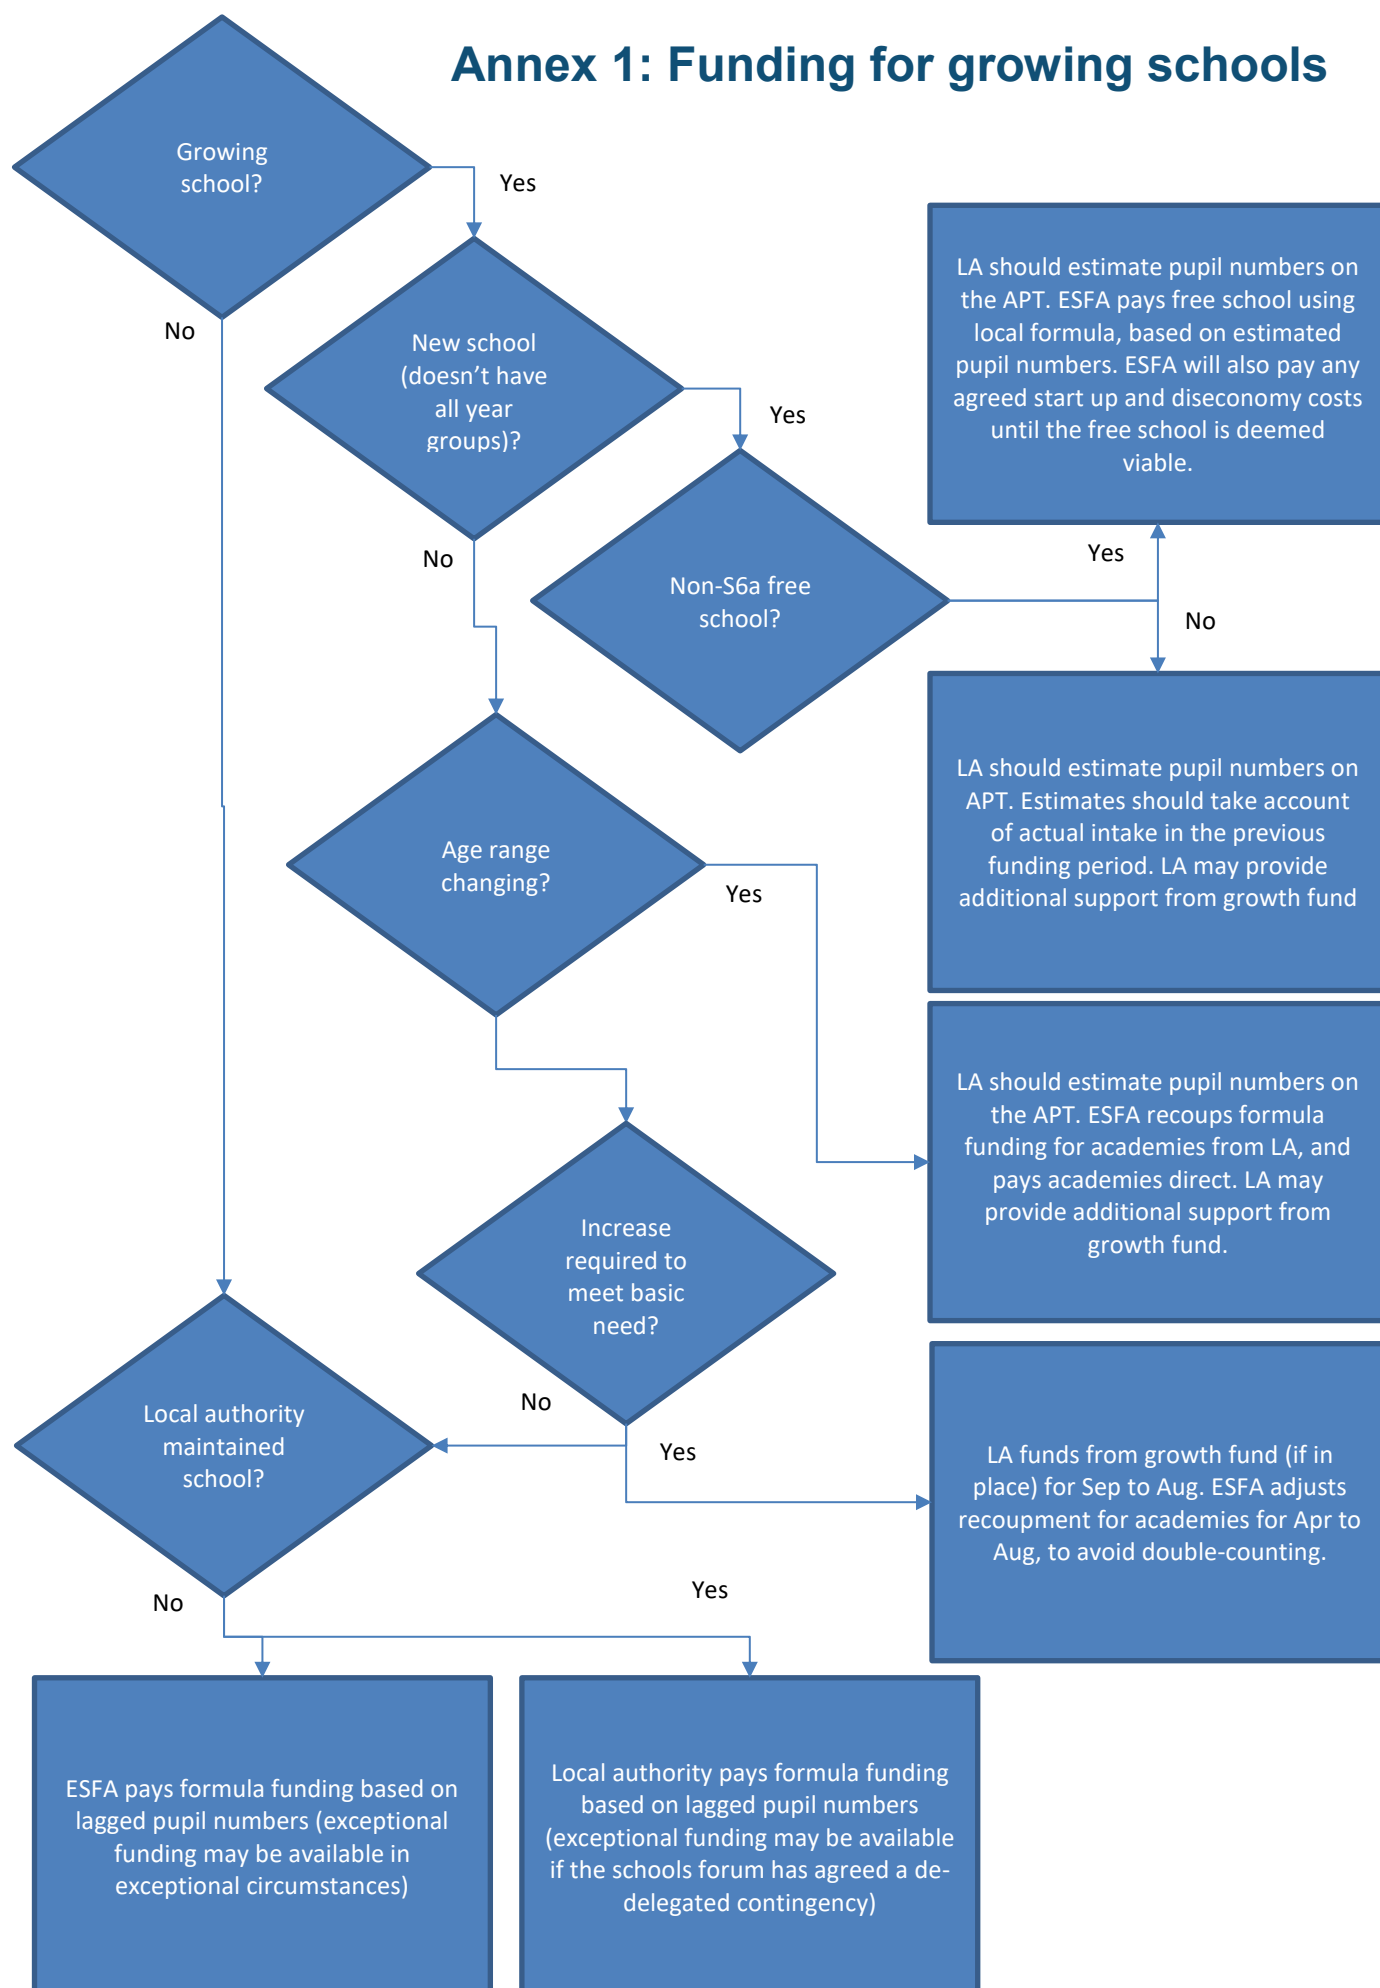 Annex 1: Funding for growing schools
Growing
school?
Yes
No
New school
(doesn’t have
all year
groups)?
Yes
No
LA should estimate pupil numbers on
the APT. ESFA pays free school using
local formula, based on estimated
pupil numbers. ESFA will also pay any
agreed start up and diseconomy costs
until the free school is deemed
viable.
Non-S6a free
school?
Yes
No
LA should estimate pupil numbers on
APT. Estimates should take account
of actual intake in the previous
funding period. LA may provide
additional support from growth fund
Age range
changing?
Yes
LA should estimate pupil numbers on
the APT. ESFA recoups formula
funding for academies from LA, and
pays academies direct. LA may
provide additional support from
growth fund.
Increase
required to
meet basic
need?
No
Yes
LA funds from growth fund (if in
place) for Sep to Aug. ESFA adjusts
recoupment for academies for Apr to
Aug, to avoid double-counting.
Local authority
maintained
school?
No
Yes
ESFA pays formula funding based on
lagged pupil numbers (exceptional
funding may be available in
exceptional circumstances)
Local authority pays formula funding
based on lagged pupil numbers
(exceptional funding may be available
if the schools forum has agreed a de-
delegated contingency)